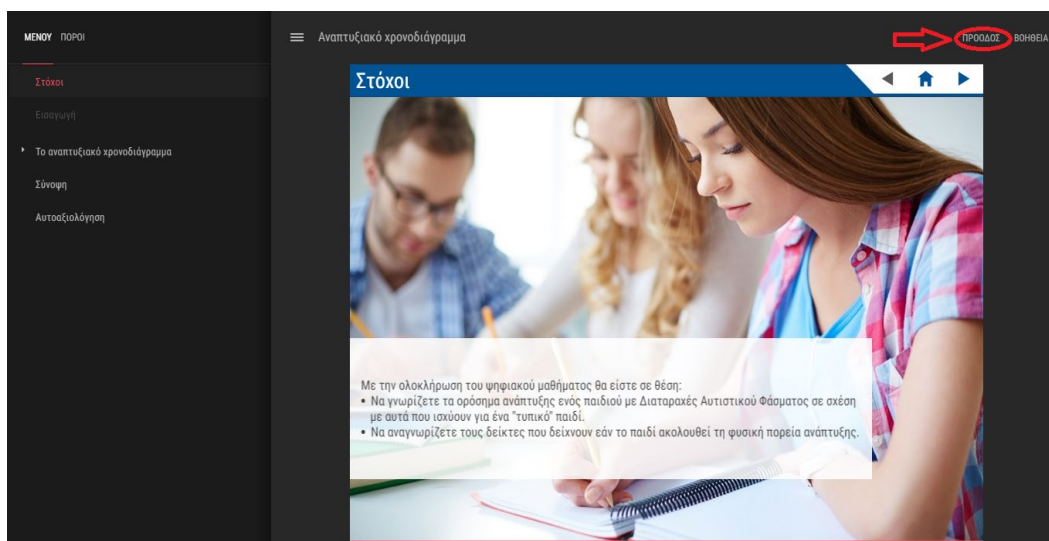 ΜΕΝΟΥ ΠΟΡΟΙ
Στόχοι
Εισαγωγή
Το αναπτυξιακό χρονοδιάγραμμα
Σύνοψη
Αυτοαξιολόγηση
Αναπτυξιακό χρονοδιάγραμμα
ΠΡΟΟΔΟΣ ΒΟΗΘΕΙΑ
Στόχοι
Με την ολοκλήρωση του ψηφιακού μαθήματος θα είστε σε θέση:
• Να γνωρίζετε τα ορόσημα ανάπτυξης ενός παιδιού με Διαταραχές Αυτιστικού Φάσματος σε σχέση
με αυτά που ισχύουν για ένα "τυπικό" παιδί.
• Να αναγνωρίζετε τους δείκτες που δείχνουν εάν το παιδί ακολουθεί τη φυσική πορεία ανάπτυξης.